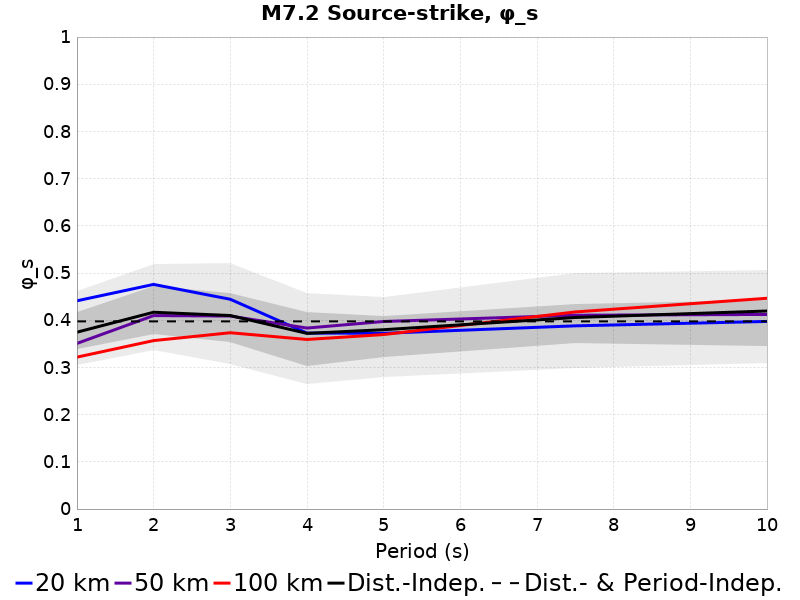 M7.2 Source-strike, φ_s
1
0.9
0.8
0.7
0.6
0.5
0.4
0.3
0.2
0.1
0
φ_s
1 2 3 4 5 6 7 8 9 10
Period (s)
20 km 50 km 100 km Dist.-Indep. Dist.- & Period-Indep.